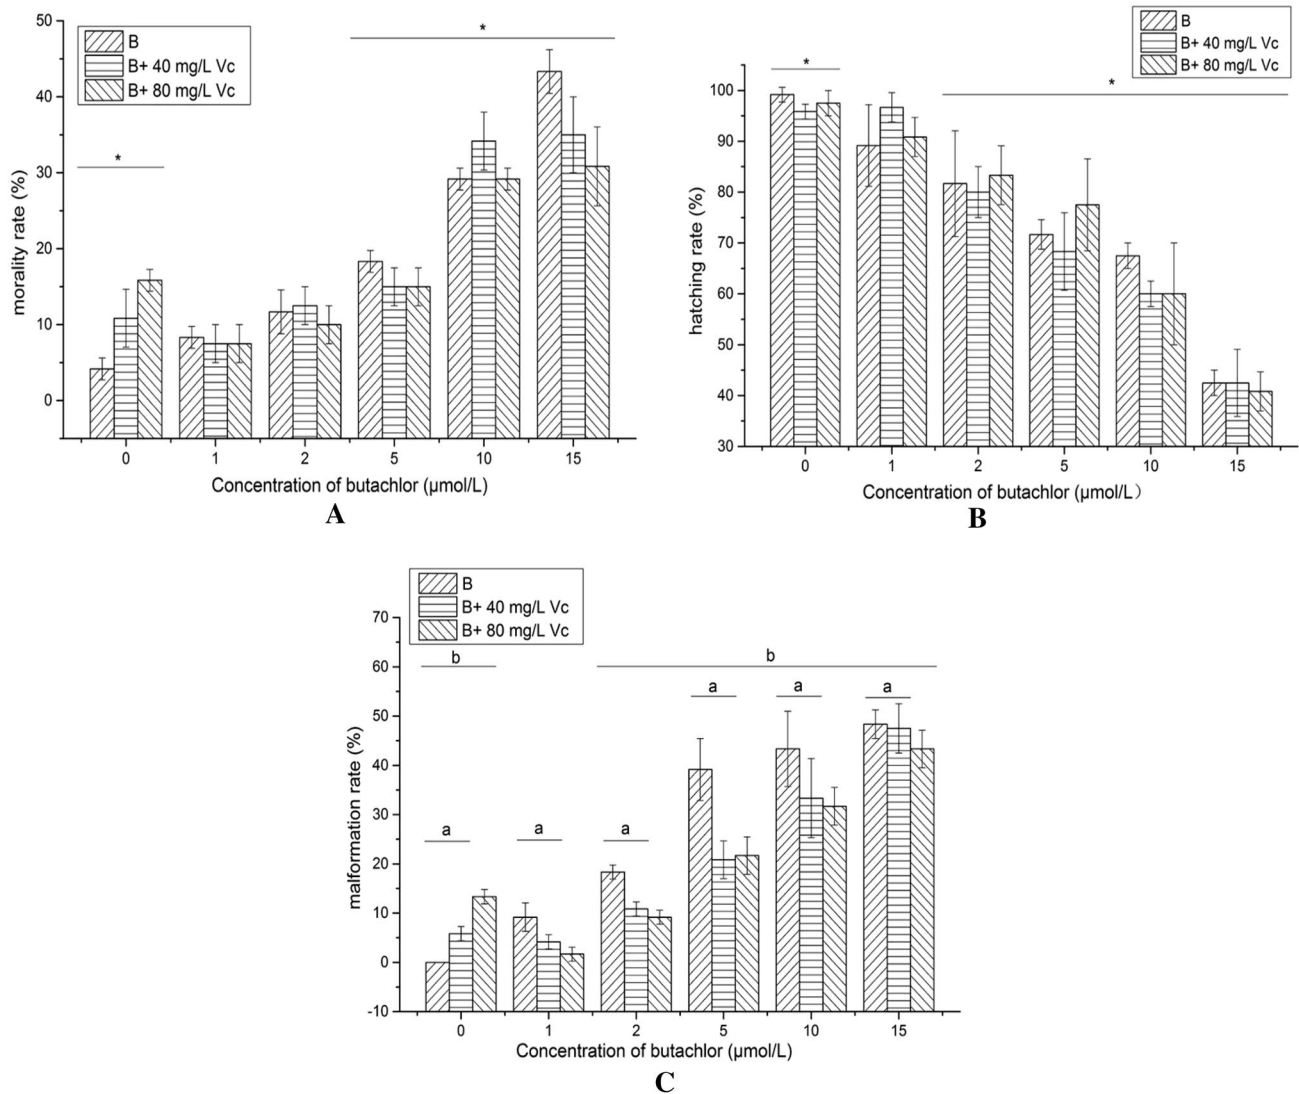 50
40
30
20
10
0
morality rate (%)
B
B+ 40 mg/L Vc
B+ 80 mg/L Vc
*
*
0 1 2 5 10 15
Concentration of butachlor (µmol/L)
A
B
B+ 40 mg/L Vc
B+ 80 mg/L Vc
*
*
100
90
80
70
60
50
40
30
hatching rate (%)
0 1 2 5 10 15
Concentration of butachlor (µmol/L）
B
B
B+ 40 mg/L Vc
B+ 80 mg/L Vc
70
60
50
40
30
20
10
0
-10
malformation rate (%)
b b
a a a
a a a
0 1 2 5 10 15
Concentration of butachlor (µmol/L)
C